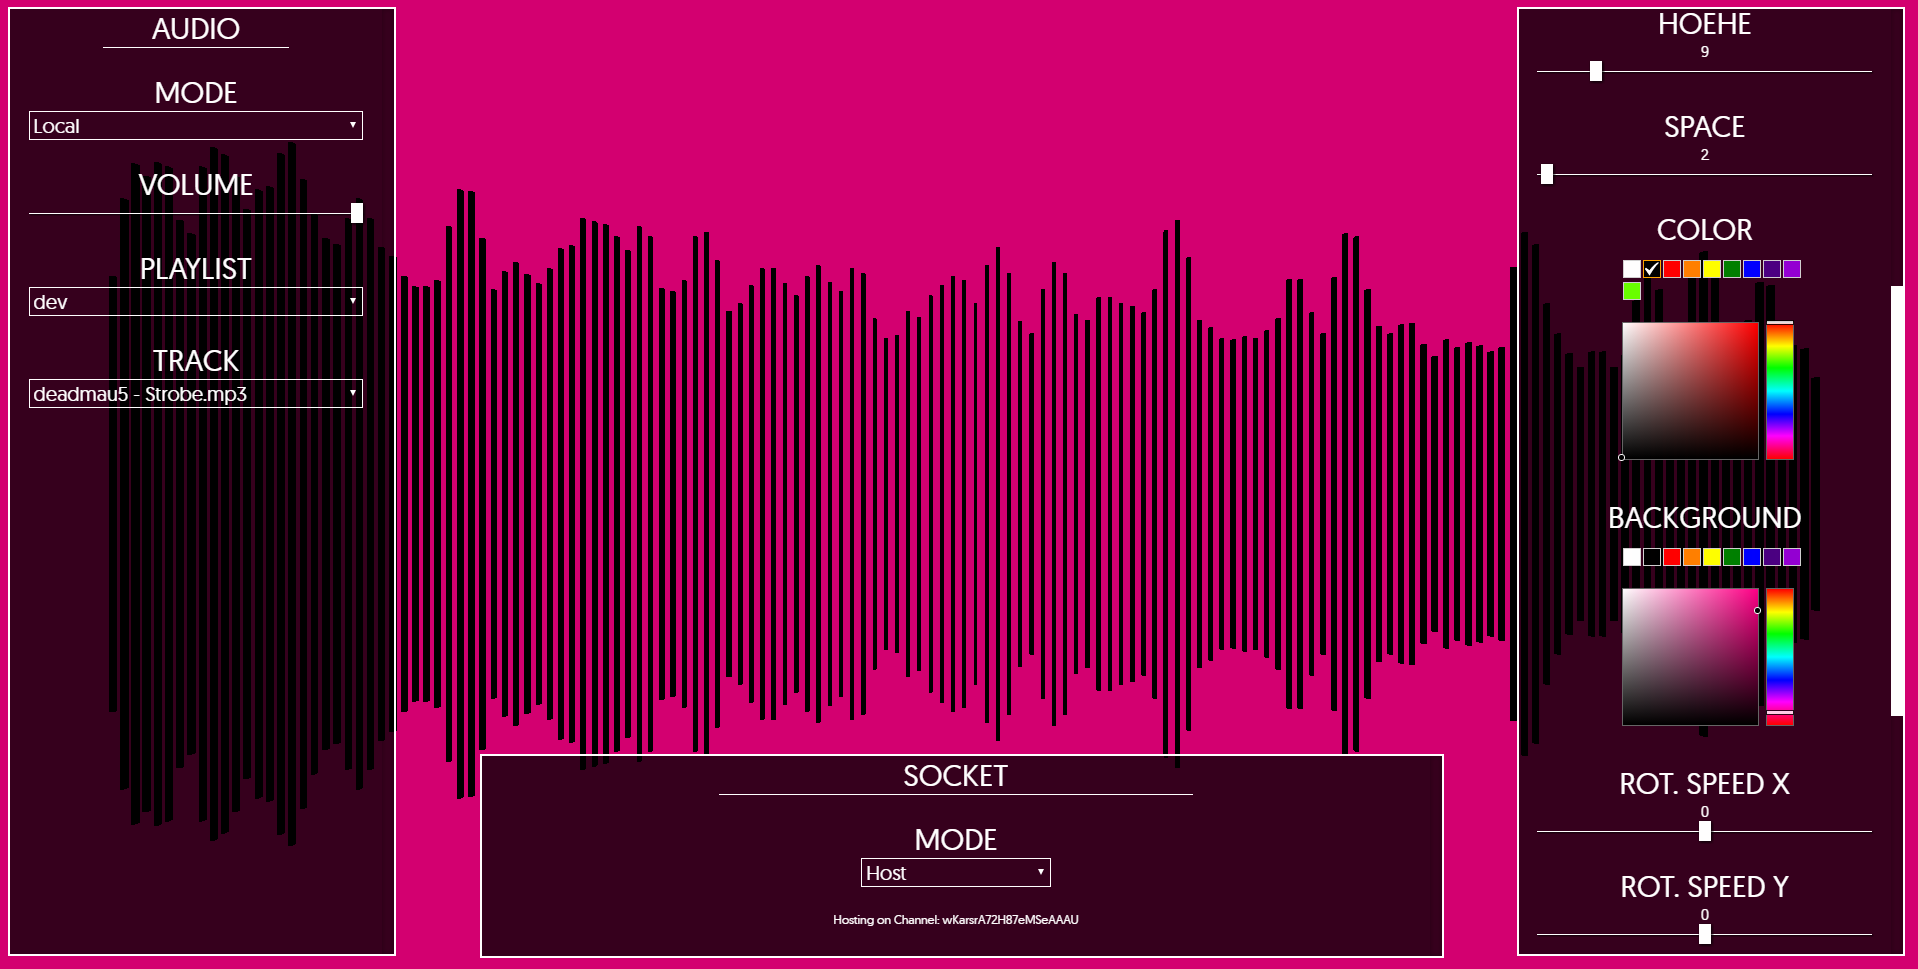 AUDIO
MODE
Local
VOLUME
PLAYLIST
dev
TRACK
deadmau5 - Strobe.mp3
SOCKET
MODE
Host
Hosting on Channel: wKarsrA72H87eMSeAAAU
HOEHE
9
SPACE
2
COLOR
BACKGROUND
ROT. SPEED X
0
ROT. SPEED Y
0